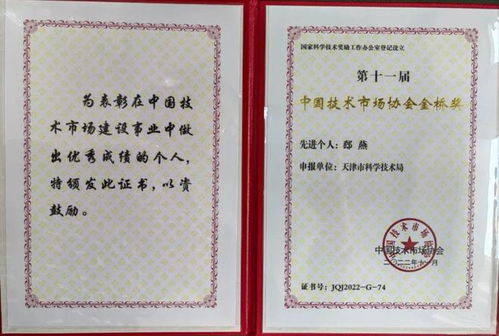 为表彰在中国技
术市场建设事业中做
出优秀成绩的个人，
特颁发此证书，以资
鼓励。
国家科学技术奖励工作办公室登记设立
第十一届
中国技术市场协会金桥奖
先进个人：郄 燕
申报单位：天津市科学技术局
中国技术市场协会
二〇二二年十一月
证书号：JQJ2022-G-74